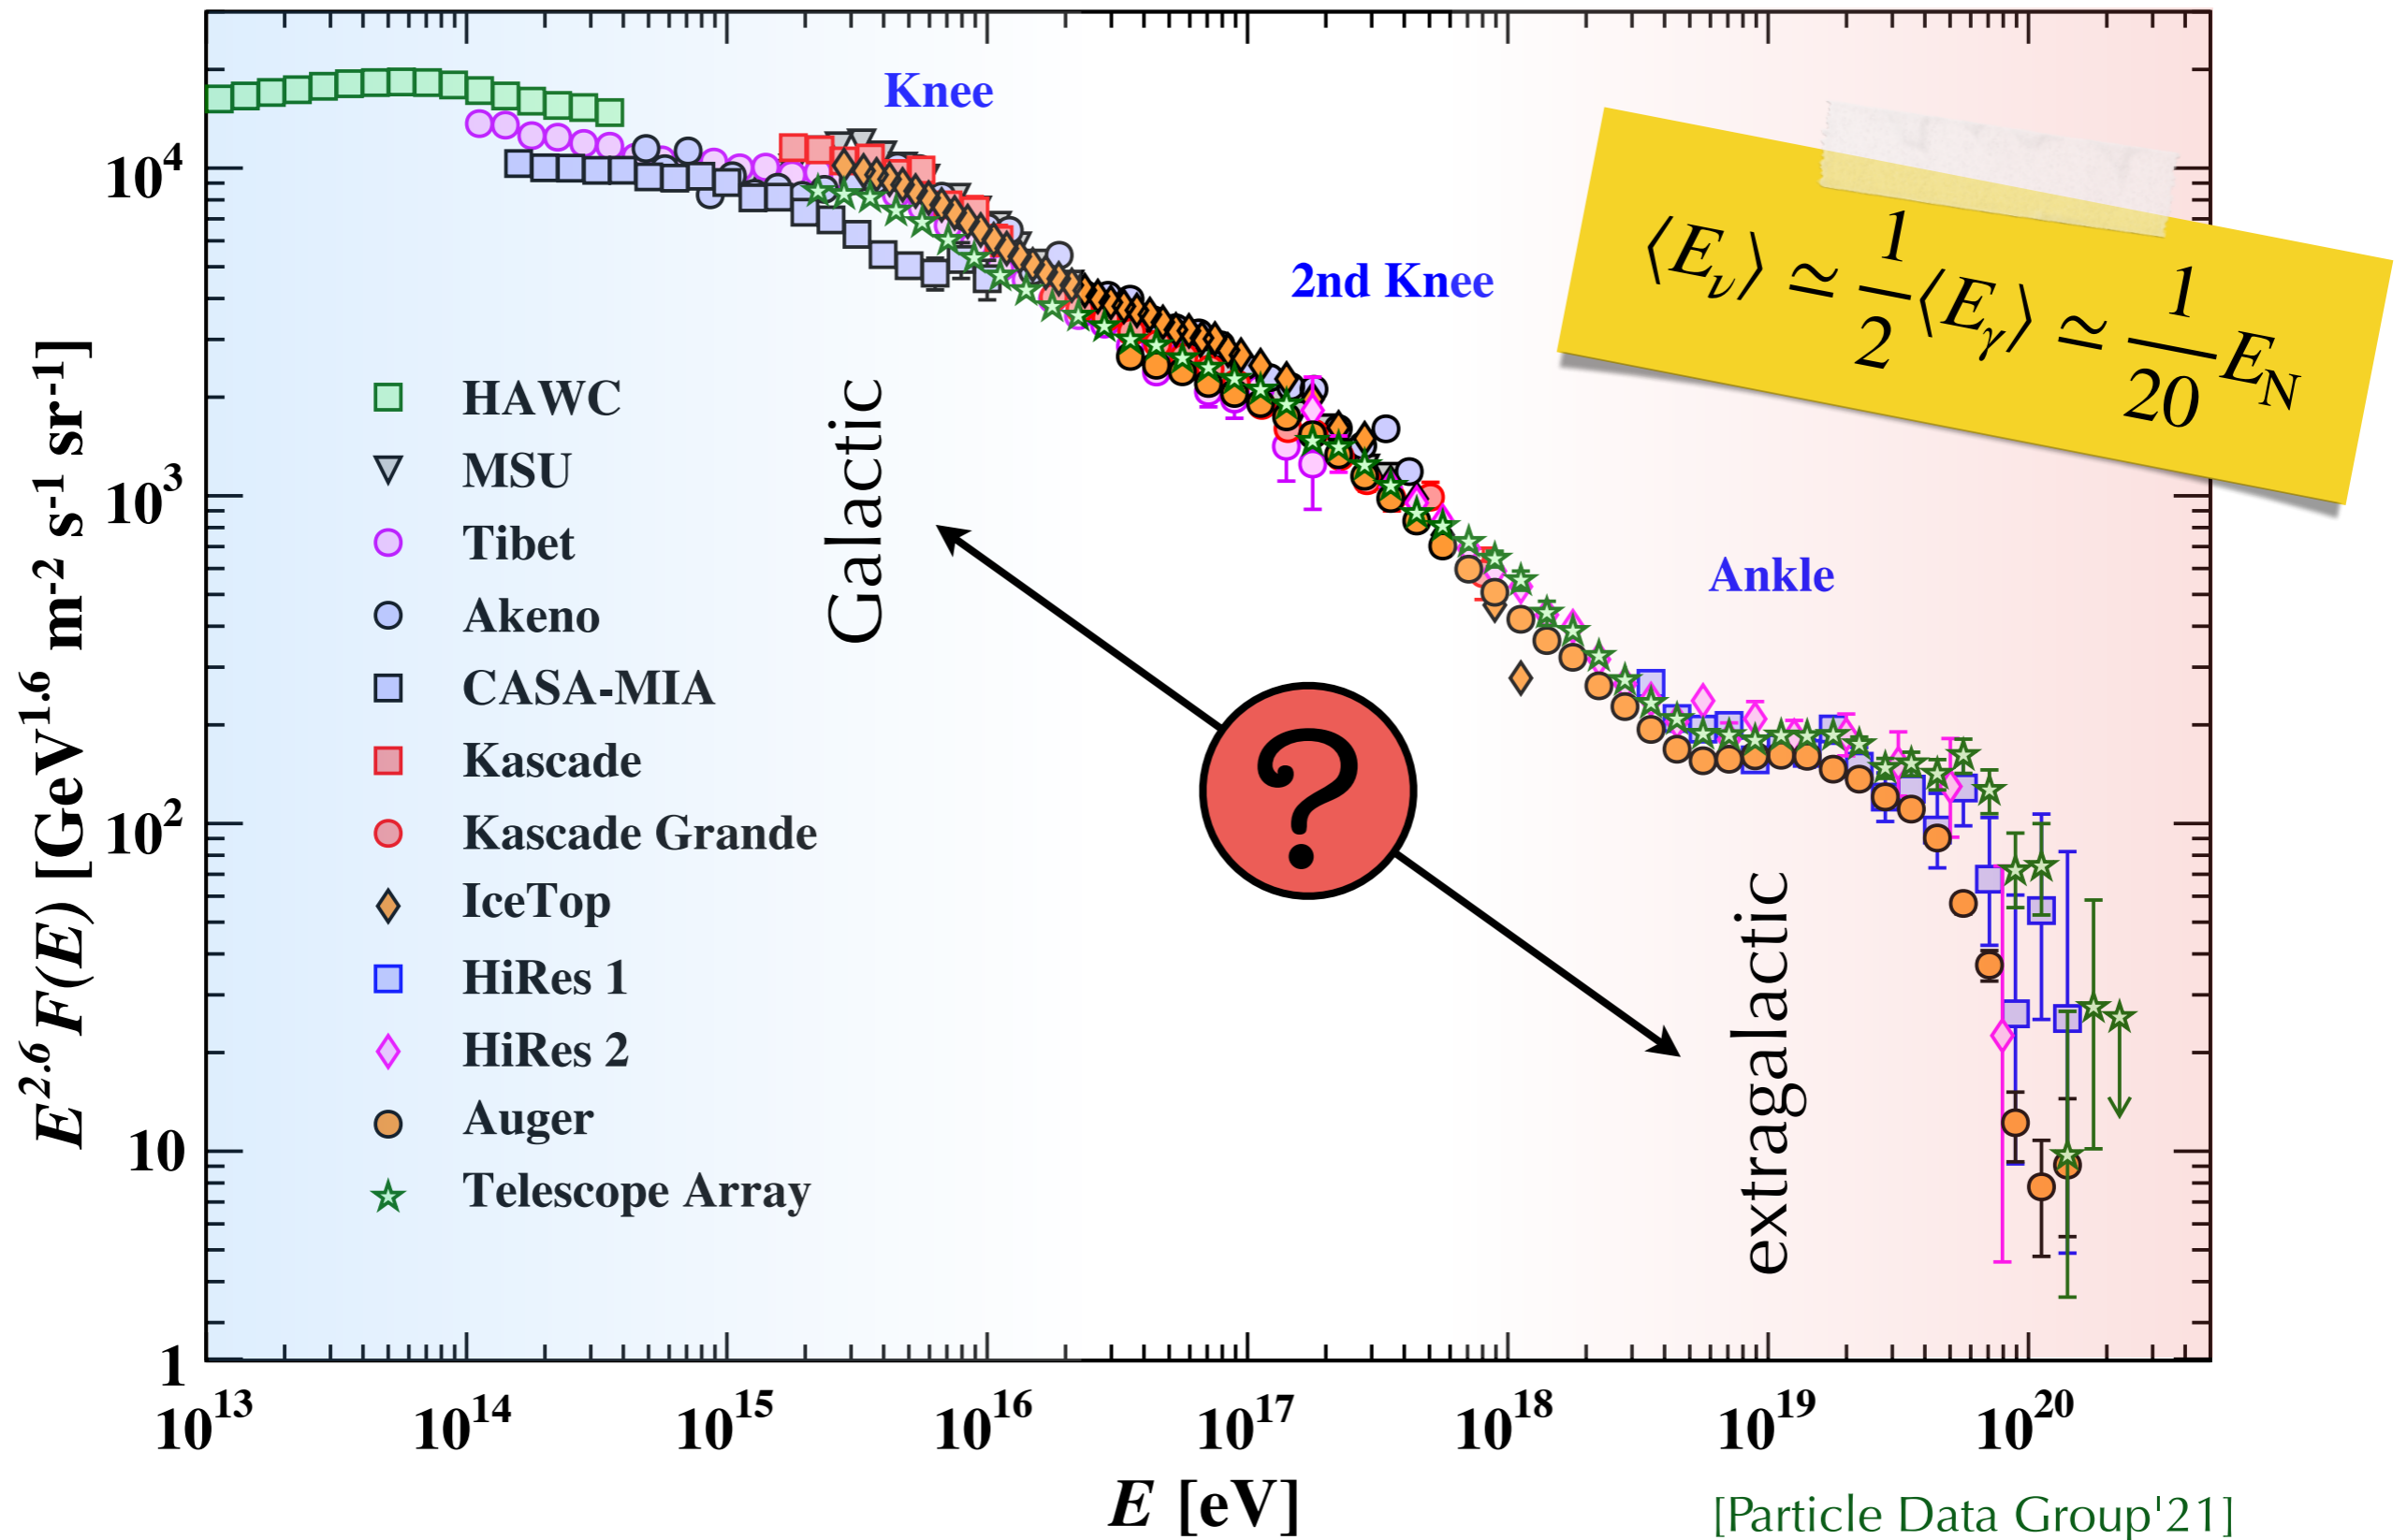 Knee
2nd Knee
Ankle
⟨E_ν⟩ ≃ 1/2 ⟨E_γ⟩ ≃ 1/20 E_N
E^2.6 F(E) [GeV^1.6 m^-2 s^-1 sr^-1]
10^4
10^3
10^2
10
1
HAWC
MSU
Tibet
Akeno
CASA-MIA
Kascade
Kascade Grande
IceTop
HiRes 1
HiRes 2
Auger
Telescope Array
Galactic
?
extragalactic
10^13 10^14 10^15 10^16 10^17 10^18 10^19 10^20
E [eV]
[Particle Data Group'21]